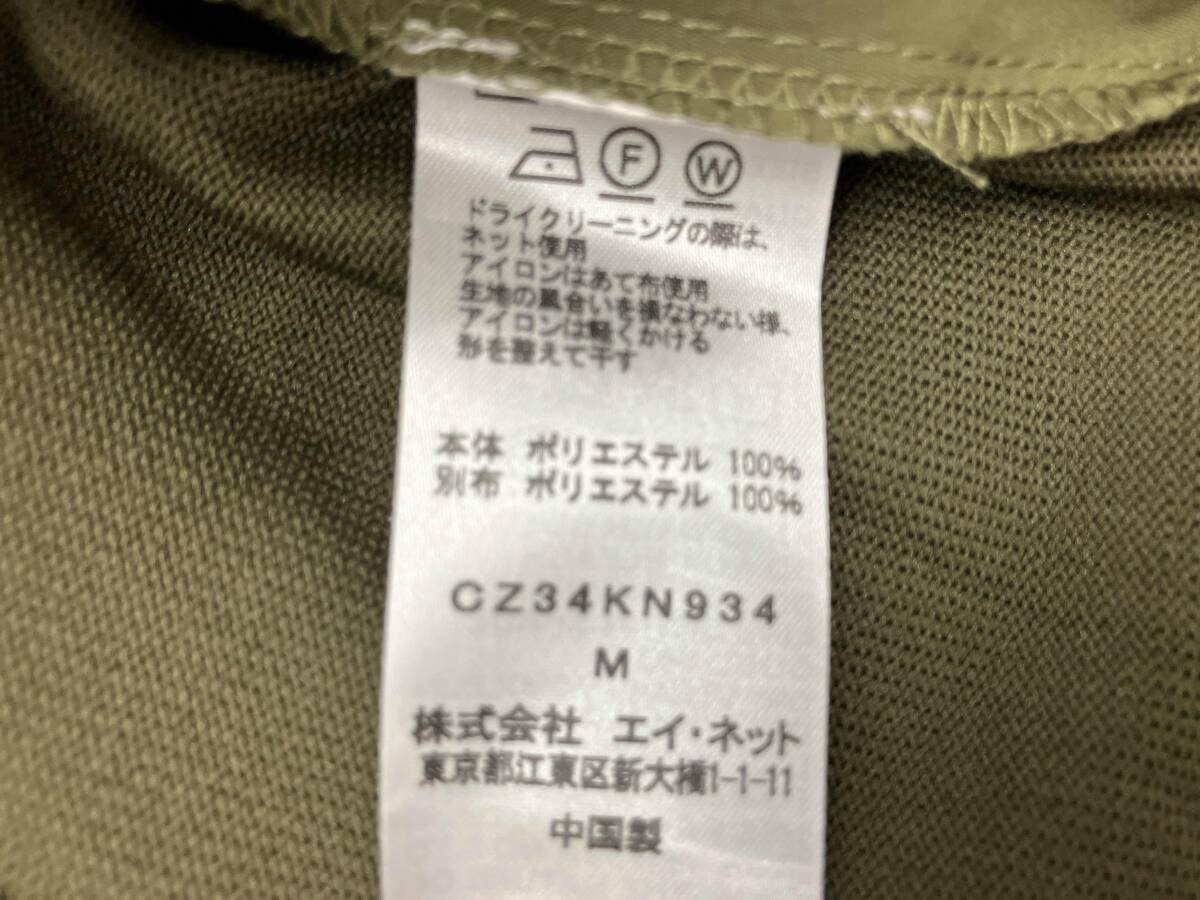 F W
ドライクリーニングの際は、
ネット使用
アイロンはあて布使用
生地の風合いを損なわない様、
アイロンは軽くかける
形を整えて干す
本体 ポリエステル 100%
別布 ポリエステル 100%
CZ34KN934
M
株式会社 エイ・ネット
東京都江東区新大橋1-1-11
中国製